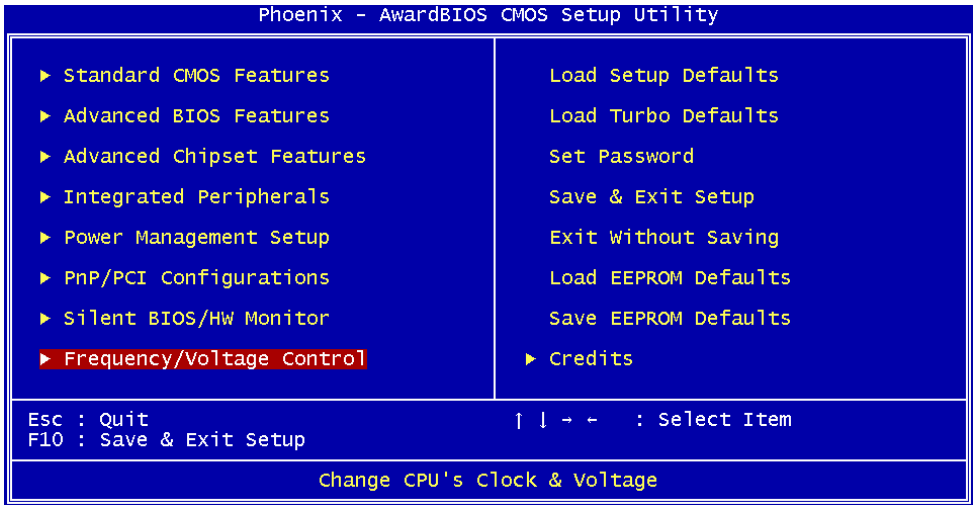 Phoenix – AwardBIOS CMOS Setup Utility
▶ Standard CMOS Features
▶ Advanced BIOS Features
▶ Advanced Chipset Features
▶ Integrated Peripherals
▶ Power Management Setup
▶ PnP/PCI Configurations
▶ Silent BIOS/HW Monitor
▶ Frequency/Voltage Control
Load Setup Defaults
Load Turbo Defaults
Set Password
Save & Exit Setup
Exit Without Saving
Load EEPROM Defaults
Save EEPROM Defaults
▶ Credits
Esc : Quit
F10 : Save & Exit Setup
↑ ↓ → ← : Select Item
Change CPU's Clock & Voltage